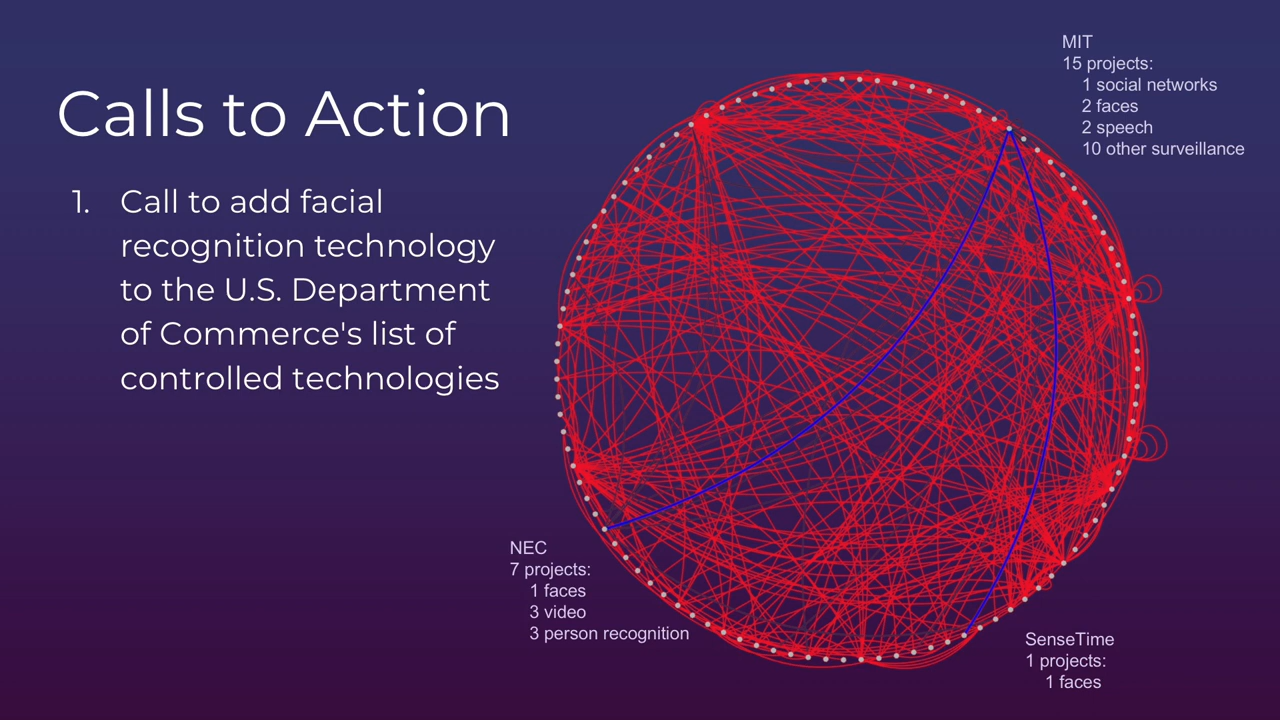 Calls to Action
1. Call to add facial
recognition technology
to the U.S. Department
of Commerce's list of
controlled technologies
MIT
15 projects:
1 social networks
2 faces
2 speech
10 other surveillance
NEC
7 projects:
1 faces
3 video
3 person recognition
SenseTime
1 projects:
1 faces